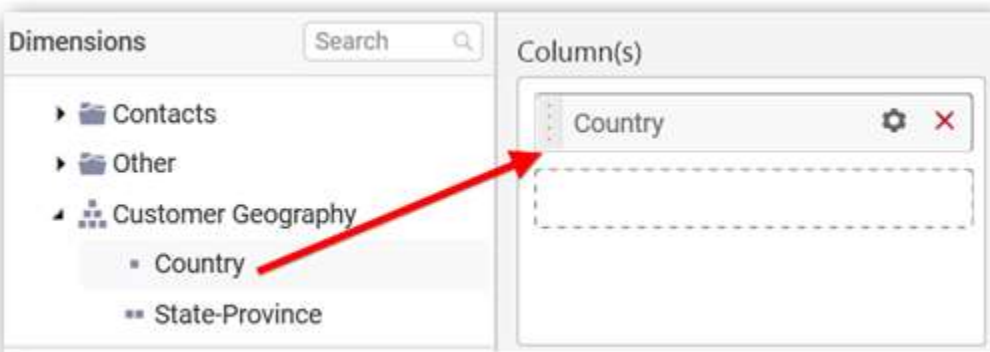 Dimensions
Search
Contacts
Other
Customer Geography
Country
State-Province
Column(s)
Country